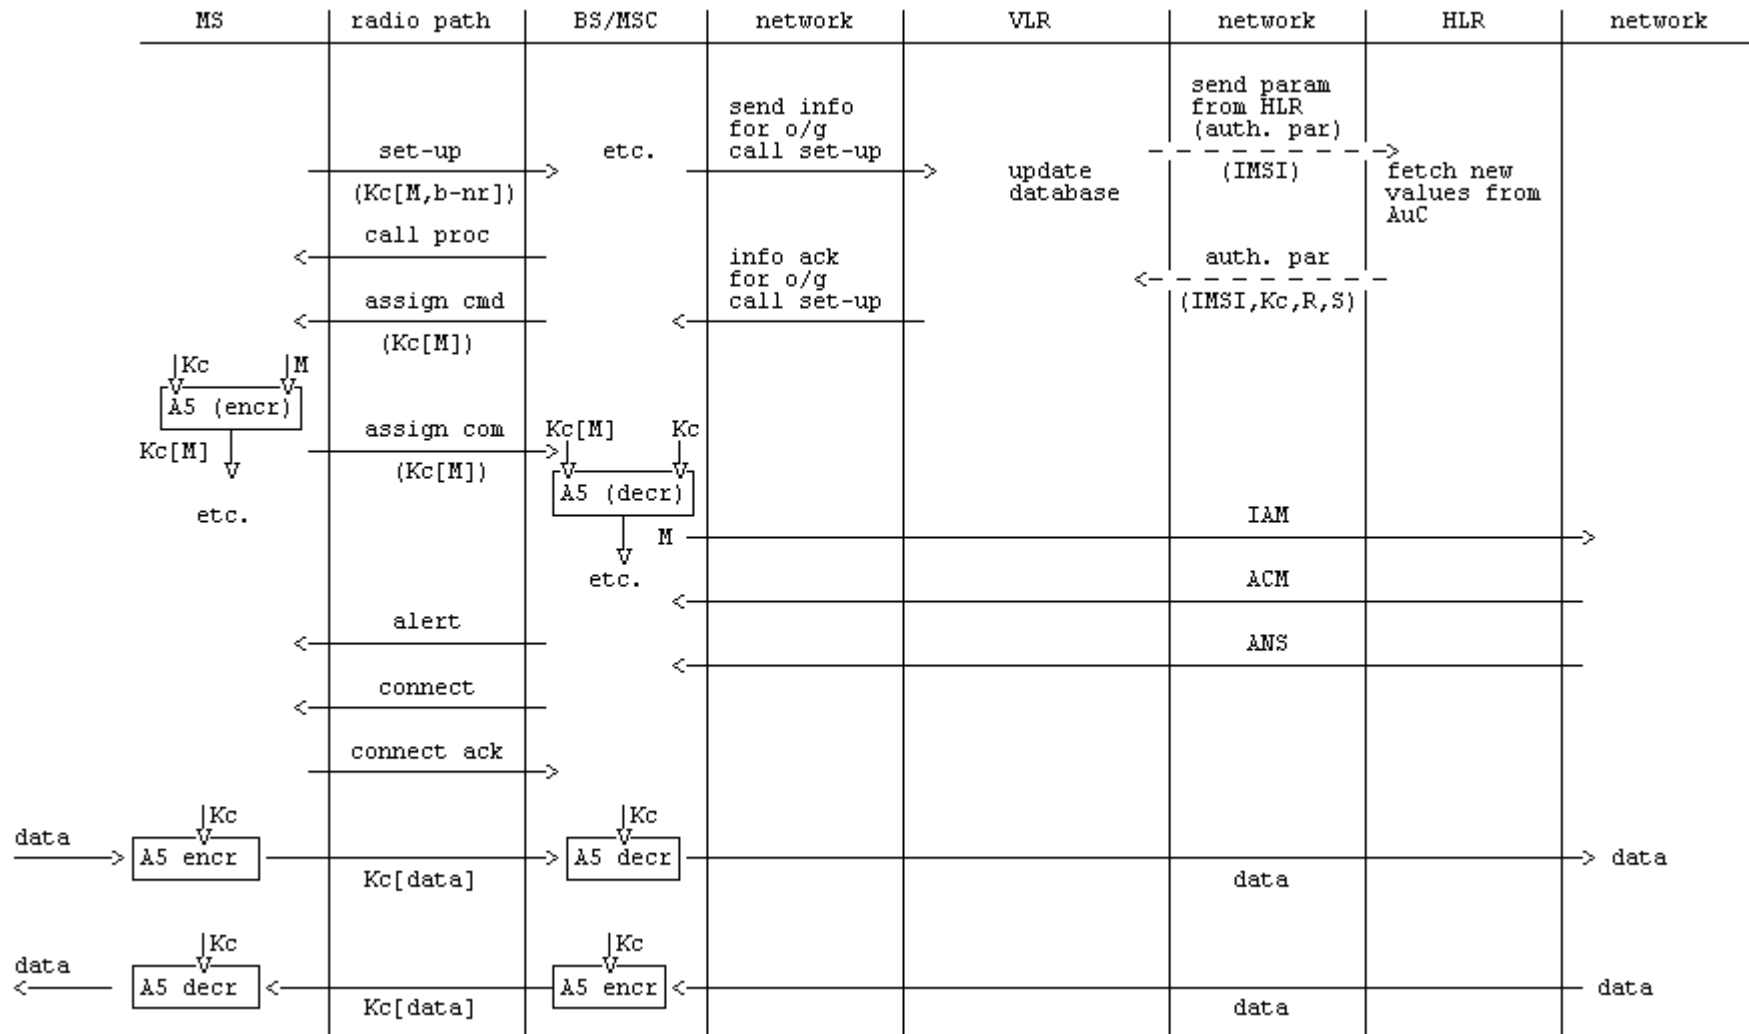 MS radio path BS/MSC network VLR network HLR network
send param
send info from HLR
for o/g (auth. par)
set-up etc. call set-up
update (IMSI) fetch new
(Kc[M,b-nr]) database values from
AuC
call proc
info ack auth. par
for o/g
assign cmd call set-up (IMSI,Kc,R,S)
(Kc[M])
Kc M
A5 (encr)
assign com Kc[M] Kc
Kc[M]
(Kc[M])
A5 (decr)
etc. IAM
M
etc. ACM
alert
ANS
connect
connect ack
Kc Kc
data
A5 encr A5 decr data
Kc[data] data
Kc Kc
data
A5 decr A5 encr data
Kc[data] data